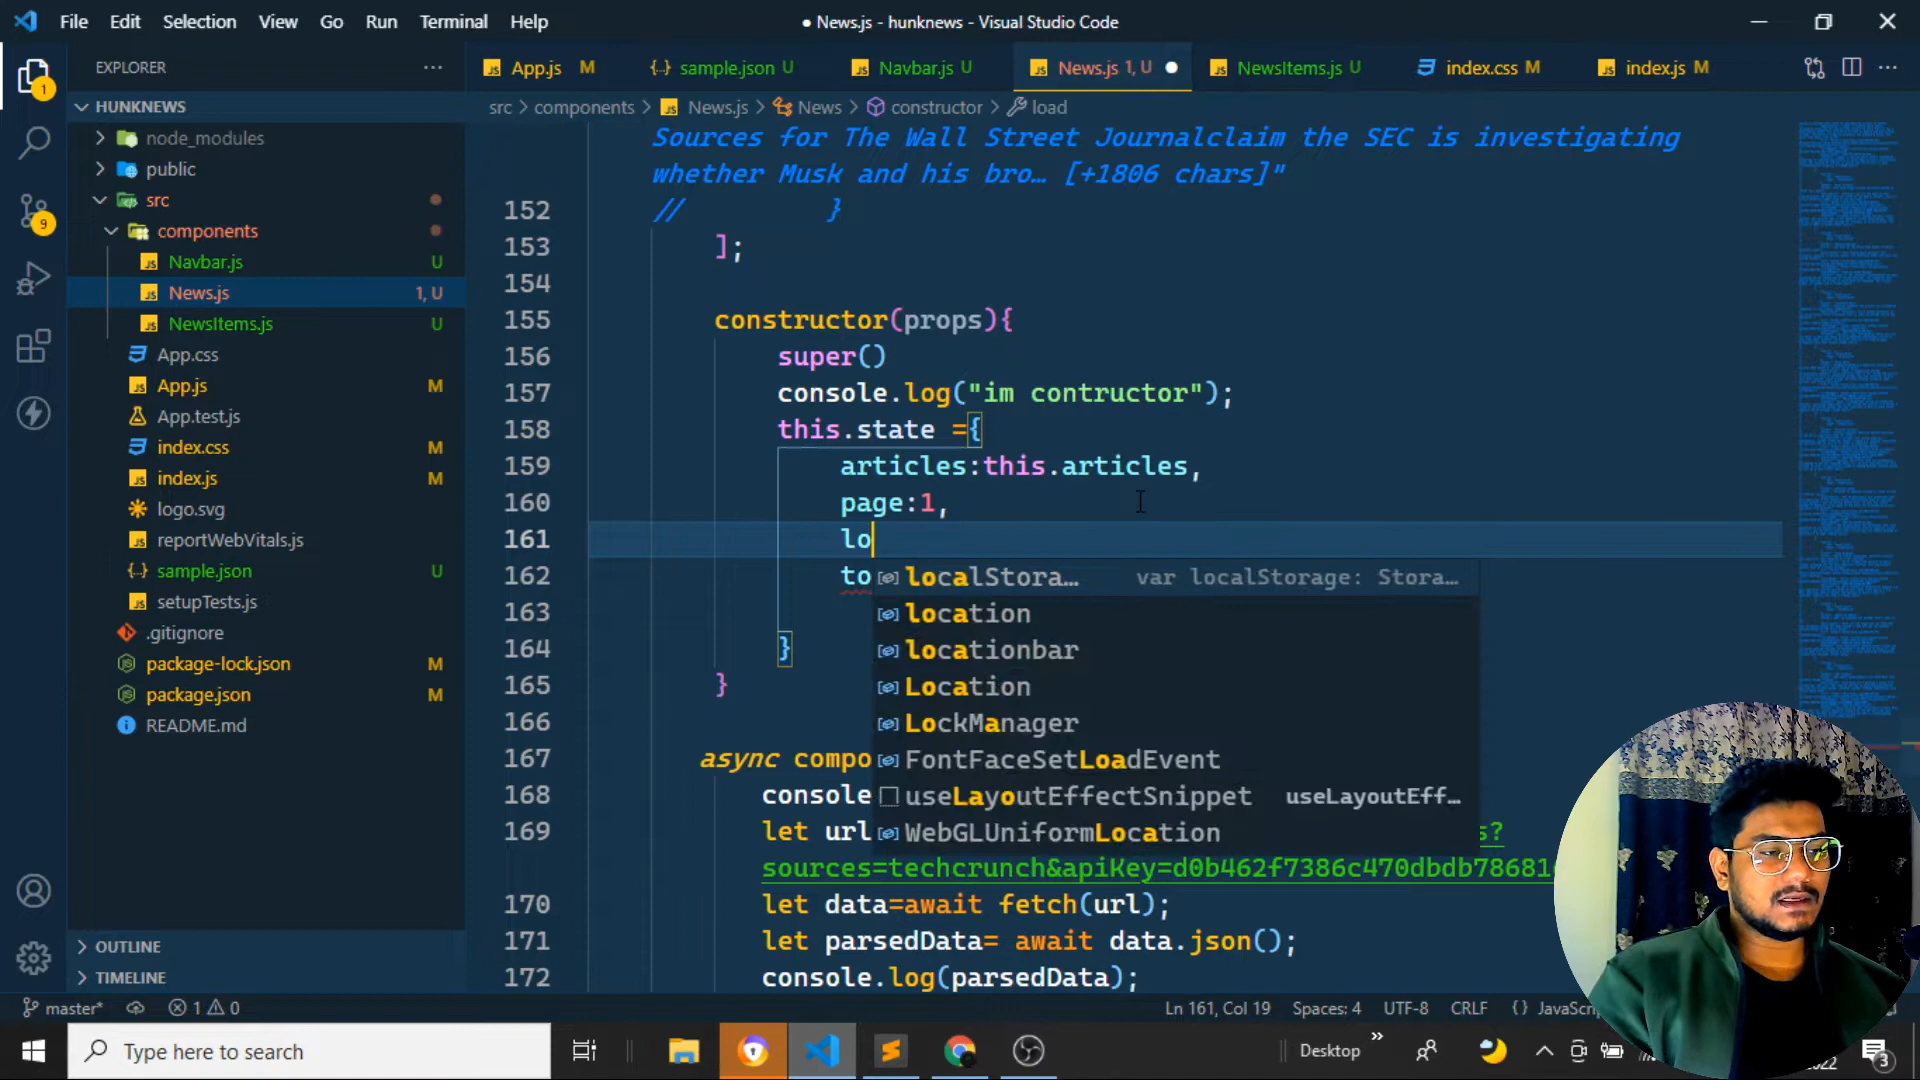 File Edit Selection View Go Run Terminal Help
● News.js - hunknews - Visual Studio Code
EXPLORER
App.js M
sample.json U
Navbar.js U
News.js 1, U
NewsItems.js U
index.css M
index.js M
HUNKNEWS
src > components > News.js > News > constructor > load
node_modules
public
src
components
Navbar.js U
News.js 1, U
NewsItems.js U
App.css
App.js M
App.test.js
index.css M
index.js M
logo.svg
reportWebVitals.js
sample.json U
setupTests.js
.gitignore
package-lock.json M
package.json M
README.md
OUTLINE
TIMELINE
1
9
Sources for The Wall Street Journalclaim the SEC is investigating
whether Musk and his bro… [+1806 chars]"
152 // }
153 ];
154
155 constructor(props){
156 super()
157 console.log("im contructor");
158 this.state ={
159 articles:this.articles,
160 page:1,
161 lo
162 to
163
164 }
165 }
166
167 async compo
168 console
169 let url s?
sources=techcrunch&apiKey=d0b462f7386c470dbdb78681
170 let data=await fetch(url);
171 let parsedData= await data.json();
172 console.log(parsedData);
localStora… var localStorage: Stora…
location
locationbar
Location
LockManager
FontFaceSetLoadEvent
useLayoutEffectSnippet useLayoutEff…
WebGLUniformLocation
master* 1 0
Ln 161, Col 19 Spaces: 4 UTF-8 CRLF {} JavaSc
Type here to search
Desktop
2022
3